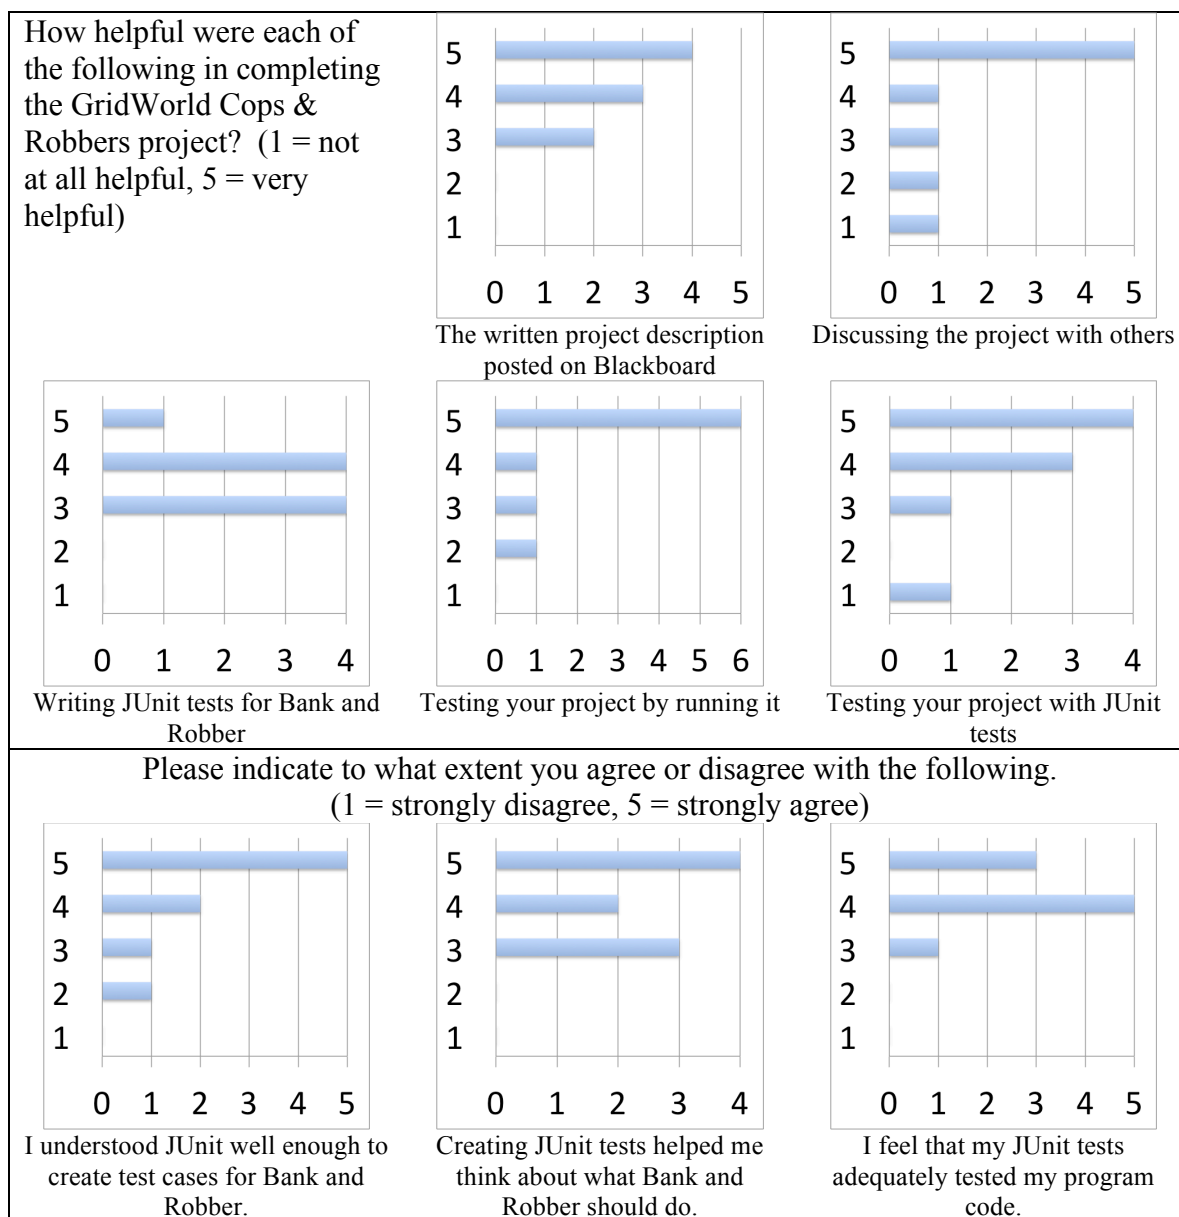 How helpful were each of
the following in completing
the GridWorld Cops &
Robbers project?  (1 = not
at all helpful, 5 = very
helpful)
5
4
3
2
1
0 1 2 3 4 5
The written project description
posted on Blackboard
5
4
3
2
1
0 1 2 3 4 5
Discussing the project with others
5
4
3
2
1
0 1 2 3 4
Writing JUnit tests for Bank and
Robber
5
4
3
2
1
0 1 2 3 4 5 6
Testing your project by running it
5
4
3
2
1
0 1 2 3 4
Testing your project with JUnit
tests
Please indicate to what extent you agree or disagree with the following.
(1 = strongly disagree, 5 = strongly agree)
5
4
3
2
1
0 1 2 3 4 5
I understood JUnit well enough to
create test cases for Bank and
Robber.
5
4
3
2
1
0 1 2 3 4
Creating JUnit tests helped me
think about what Bank and
Robber should do.
5
4
3
2
1
0 1 2 3 4 5
I feel that my JUnit tests
adequately tested my program
code.